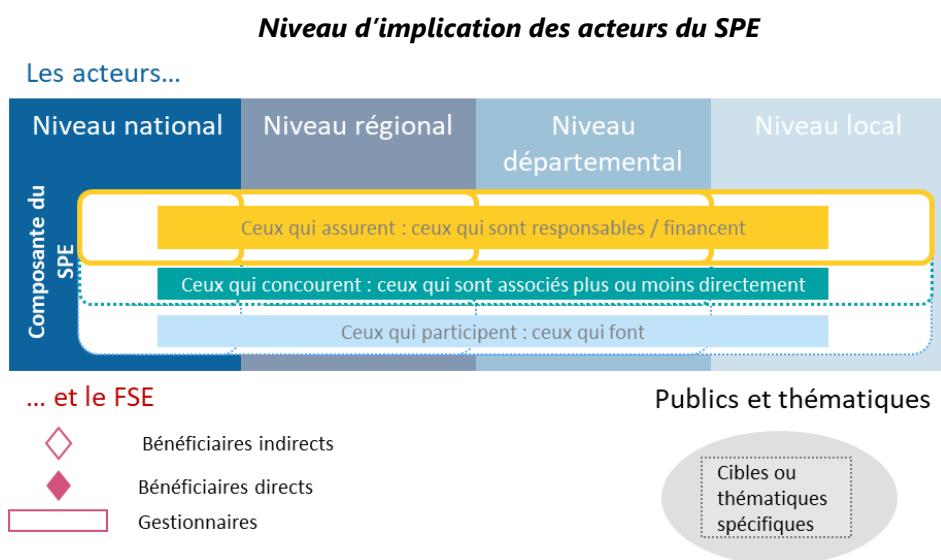 Niveau d’implication des acteurs du SPE
Les acteurs...
Niveau national
Niveau régional
Niveau
départemental
Niveau local
Composante du
SPE
Ceux qui assurent : ceux qui sont responsables / financent
Ceux qui concourent : ceux qui sont associés plus ou moins directement
Ceux qui participent : ceux qui font
... et le FSE
Bénéficiaires indirects
Bénéficiaires directs
Gestionnaires
Publics et thématiques
Cibles ou
thématiques
spécifiques